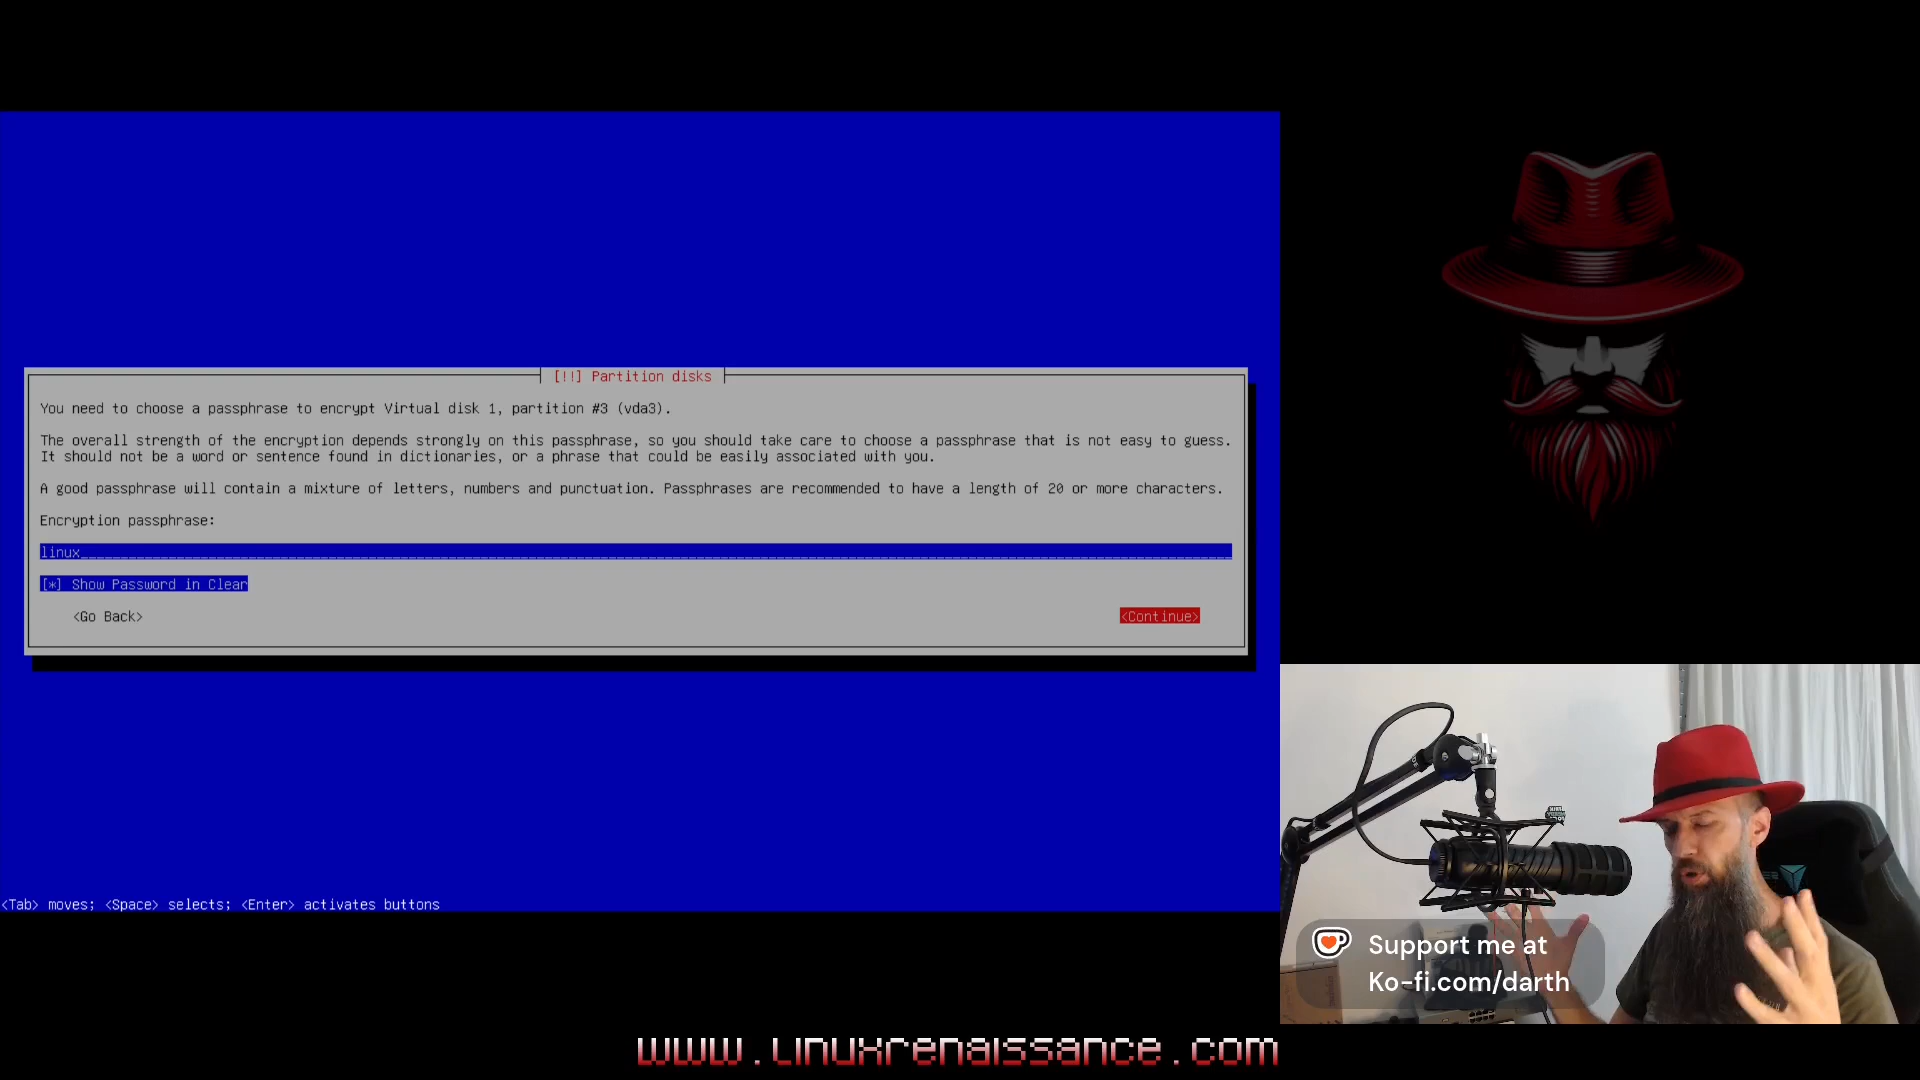 [!!] Partition disks
You need to choose a passphrase to encrypt Virtual disk 1, partition #3 (vda3).
The overall strength of the encryption depends strongly on this passphrase, so you should take care to choose a passphrase that is not easy to guess.
It should not be a word or sentence found in dictionaries, or a phrase that could be easily associated with you.
A good passphrase will contain a mixture of letters, numbers and punctuation. Passphrases are recommended to have a length of 20 or more characters.
Encryption passphrase:
linux
[*] Show Password in Clear
<Go Back>
<Continue>
<Tab> moves; <Space> selects; <Enter> activates buttons
Support me at
Ko-fi.com/darth
www.linuxrenaissance.com